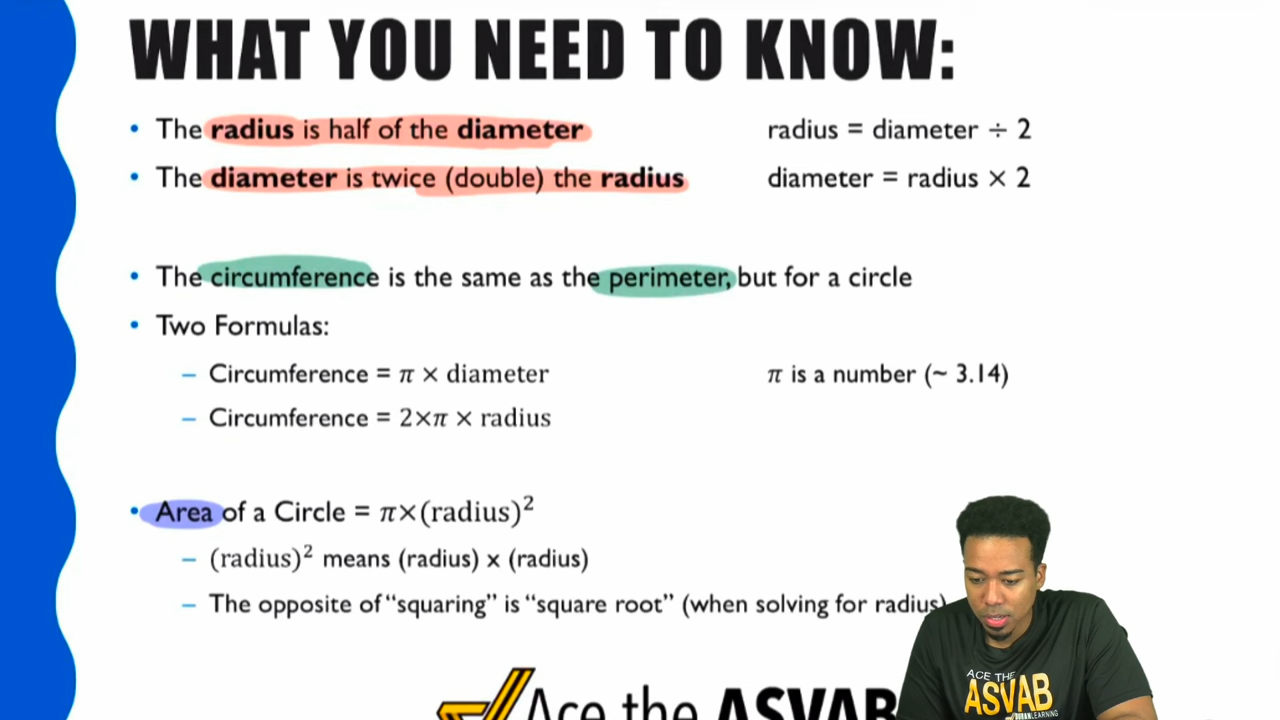 WHAT YOU NEED TO KNOW:
• The radius is half of the diameter
radius = diameter ÷ 2
• The diameter is twice (double) the radius
diameter = radius × 2
• The circumference is the same as the perimeter, but for a circle
• Two Formulas:
– Circumference = π × diameter
π is a number (~ 3.14)
– Circumference = 2×π × radius
• Area of a Circle = π×(radius)²
– (radius)² means (radius) x (radius)
– The opposite of “squaring” is “square root” (when solving for radius)
Ace the ASVAB
ACE THE
ASVAB
LEARNING